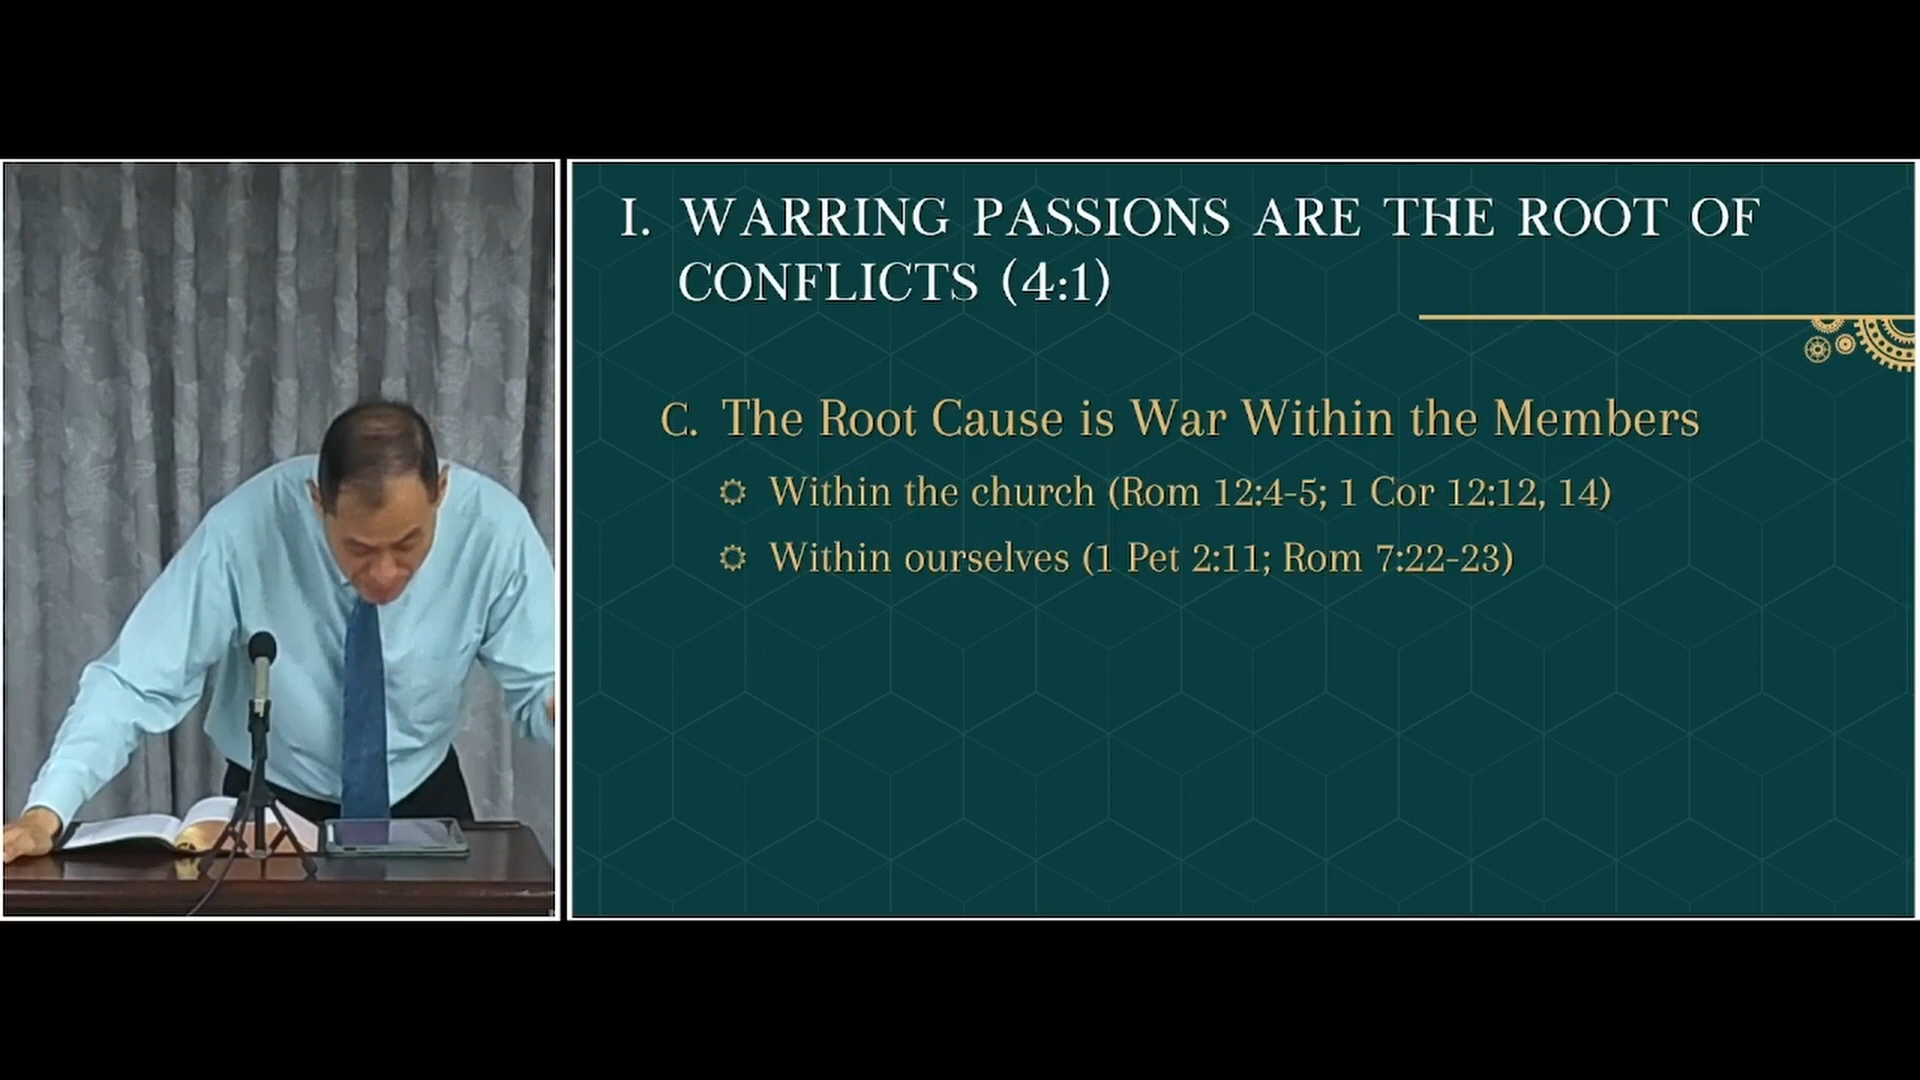 I. WARRING PASSIONS ARE THE ROOT OF
CONFLICTS (4:1)
C. The Root Cause is War Within the Members
Within the church (Rom 12:4-5; 1 Cor 12:12, 14)
Within ourselves (1 Pet 2:11; Rom 7:22-23)